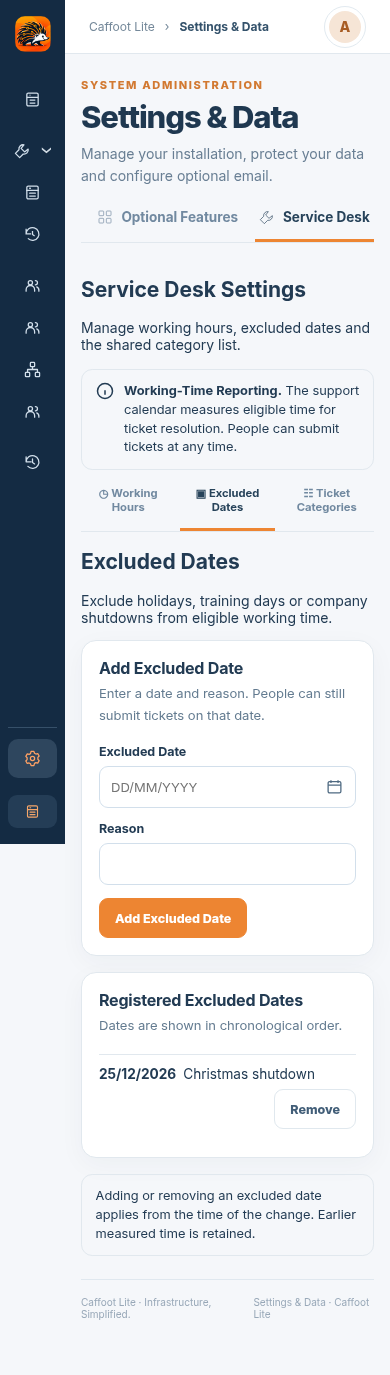 Caffoot Lite › Settings & Data
A
SYSTEM ADMINISTRATION
Settings & Data
Manage your installation, protect your data
and configure optional email.
Optional Features
Service Desk
Service Desk Settings
Manage working hours, excluded dates and
the shared category list.
Working-Time Reporting. The support
calendar measures eligible time for
ticket resolution. People can submit
tickets at any time.
Working
Hours
Excluded
Dates
Ticket
Categories
Excluded Dates
Exclude holidays, training days or company
shutdowns from eligible working time.
Add Excluded Date
Enter a date and reason. People can still
submit tickets on that date.
Excluded Date
DD/MM/YYYY
Reason
Add Excluded Date
Registered Excluded Dates
Dates are shown in chronological order.
25/12/2026 Christmas shutdown
Remove
Adding or removing an excluded date
applies from the time of the change. Earlier
measured time is retained.
Caffoot Lite · Infrastructure,
Simplified.
Settings & Data · Caffoot
Lite